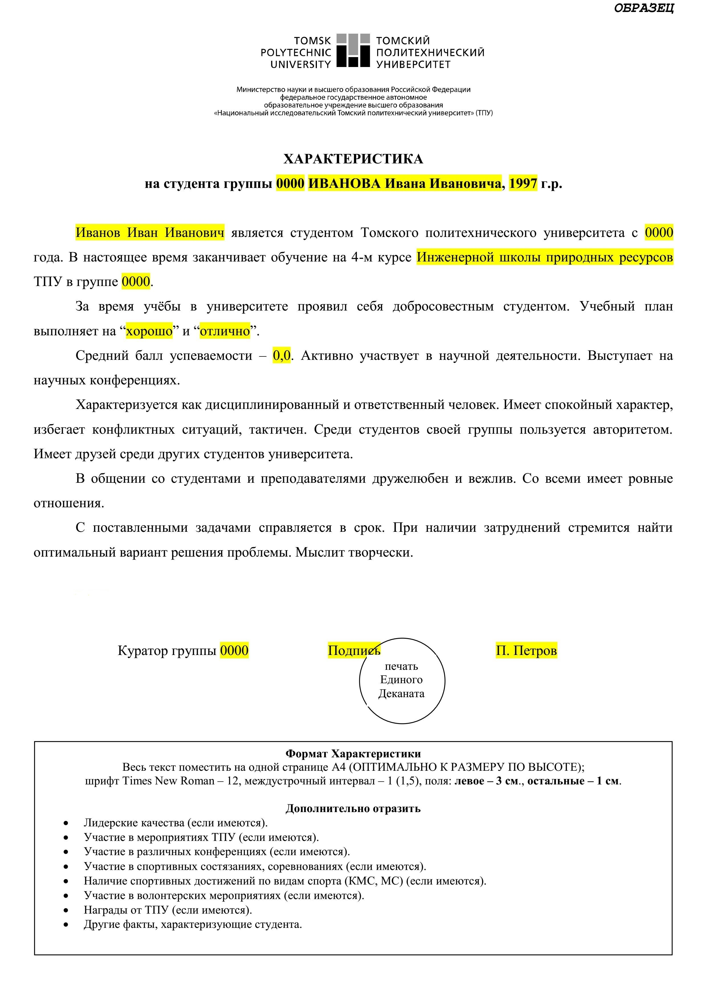 ОБРАЗЕЦ
TOMSK
POLYTECHNIC
UNIVERSITY
ТОМСКИЙ
ПОЛИТЕХНИЧЕСКИЙ
УНИВЕРСИТЕТ
Министерство науки и высшего образования Российской Федерации
федеральное государственное автономное
образовательное учреждение высшего образования
«Национальный исследовательский Томский политехнический университет» (ТПУ)
ХАРАКТЕРИСТИКА
на студента группы 0000 ИВАНОВА Ивана Ивановича, 1997 г.р.
Иванов Иван Иванович является студентом Томского политехнического университета с 0000
года. В настоящее время заканчивает обучение на 4-м курсе Инженерной школы природных ресурсов
ТПУ в группе 0000.
За время учёбы в университете проявил себя добросовестным студентом. Учебный план
выполняет на “хорошо” и “отлично”.
Средний балл успеваемости – 0,0. Активно участвует в научной деятельности. Выступает на
научных конференциях.
Характеризуется как дисциплинированный и ответственный человек. Имеет спокойный характер,
избегает конфликтных ситуаций, тактичен. Среди студентов своей группы пользуется авторитетом.
Имеет друзей среди других студентов университета.
В общении со студентами и преподавателями дружелюбен и вежлив. Со всеми имеет ровные
отношения.
С поставленными задачами справляется в срок. При наличии затруднений стремится найти
оптимальный вариант решения проблемы. Мыслит творчески.
Куратор группы 0000 Подпись П. Петров
печать
Единого
Деканата
Формат Характеристики
Весь текст поместить на одной странице А4 (ОПТИМАЛЬНО К РАЗМЕРУ ПО ВЫСОТЕ);
шрифт Times New Roman – 12, междустрочный интервал – 1 (1,5), поля: левое – 3 см., остальные – 1 см.
Дополнительно отразить
• Лидерские качества (если имеются).
• Участие в мероприятиях ТПУ (если имеются).
• Участие в различных конференциях (если имеются).
• Участие в спортивных состязаниях, соревнованиях (если имеются).
• Наличие спортивных достижений по видам спорта (КМС, МС) (если имеются).
• Участие в волонтерских мероприятиях (если имеются).
• Награды от ТПУ (если имеются).
• Другие факты, характеризующие студента.